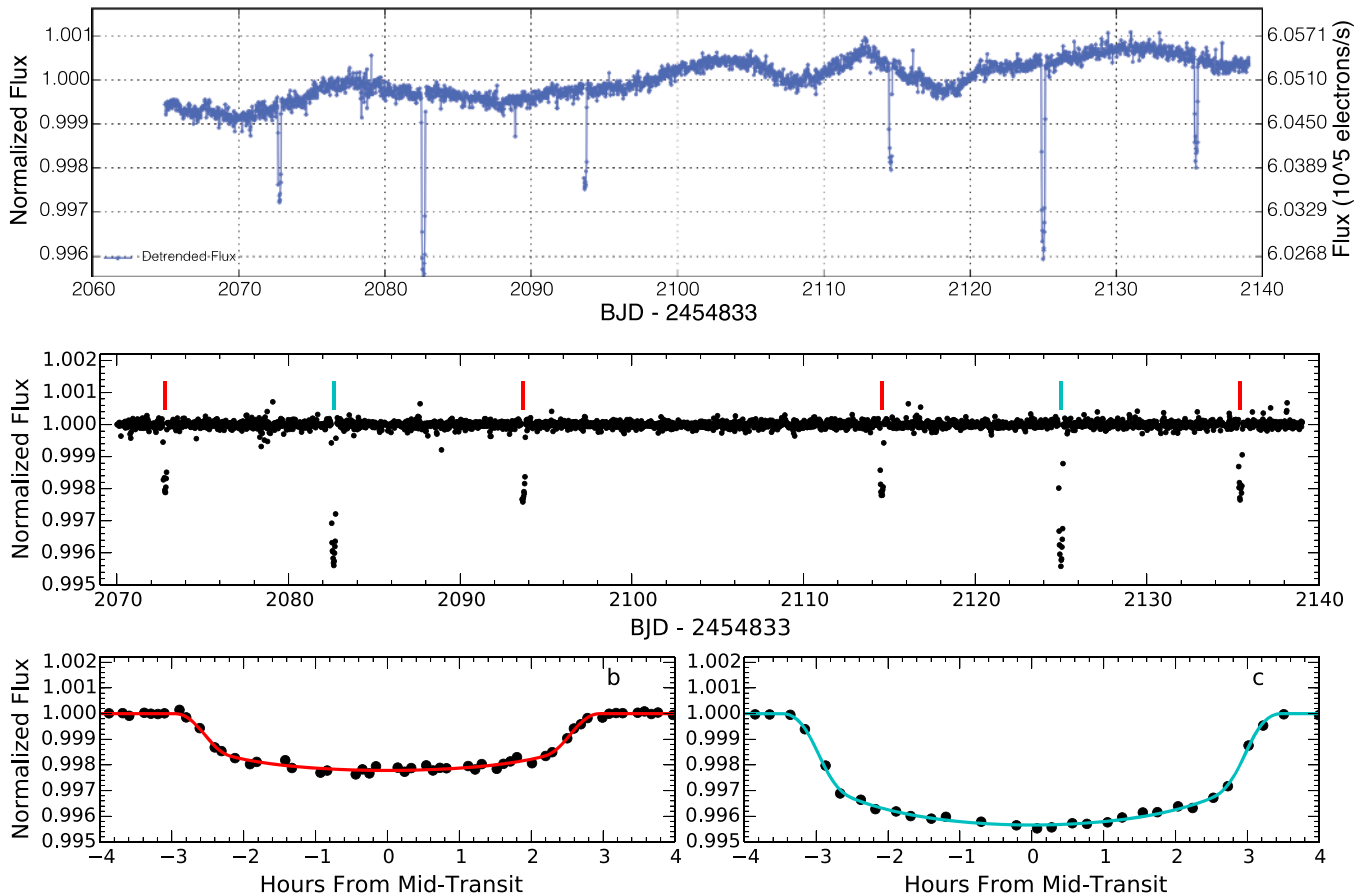 1.001
1.000
0.999
0.998
0.997
0.996
Normalized Flux
6.0571
6.0510
6.0450
6.0389
6.0329
6.0268
Flux (10^5 electrons/s)
Detrended Flux
2060 2070 2080 2090 2100 2110 2120 2130 2140
BJD - 2454833
1.002
1.001
1.000
0.999
0.998
0.997
0.996
0.995
Normalized Flux
2070 2080 2090 2100 2110 2120 2130 2140
BJD - 2454833
1.002
1.001
1.000
0.999
0.998
0.997
0.996
0.995
Normalized Flux
b
−4 −3 −2 −1 0 1 2 3 4
Hours From Mid-Transit
1.002
1.001
1.000
0.999
0.998
0.997
0.996
0.995
c
−4 −3 −2 −1 0 1 2 3 4
Hours From Mid-Transit